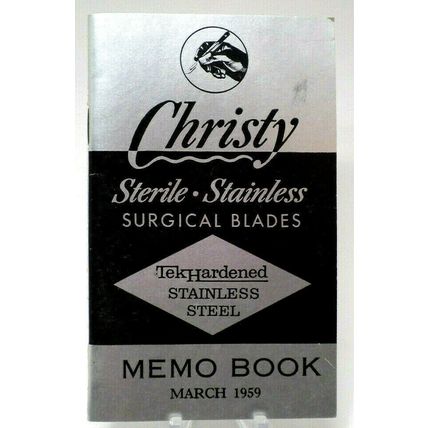 Christy
Sterile · Stainless
SURGICAL BLADES
TekHardened
STAINLESS
STEEL
MEMO BOOK
MARCH 1959